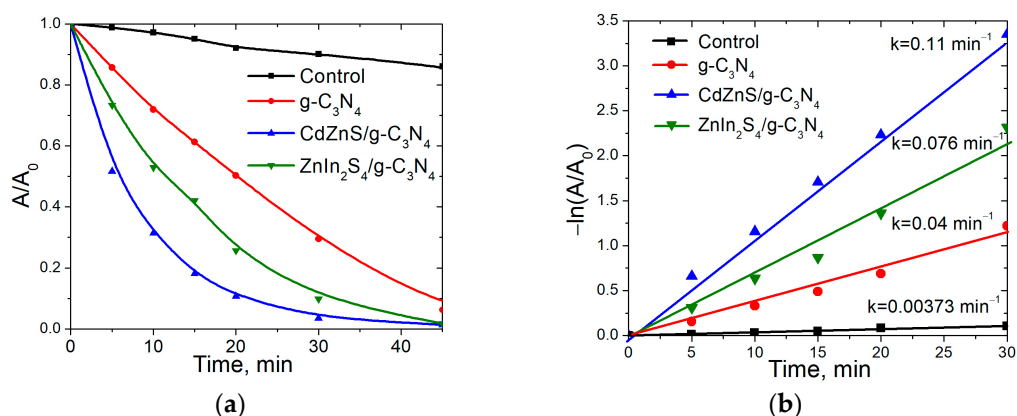 (a)
1.0
0.8
0.6
0.4
0.2
0.0
A/A₀
Control
g-C₃N₄
CdZnS/g-C₃N₄
ZnIn₂S₄/g-C₃N₄
0 10 20 30 40
Time, min
(a)
3.5
3.0
2.5
2.0
1.5
1.0
0.5
0.0
−ln(A/A₀)
Control
g-C₃N₄
CdZnS/g-C₃N₄
ZnIn₂S₄/g-C₃N₄
k=0.11 min⁻¹
k=0.076 min⁻¹
k=0.04 min⁻¹
k=0.00373 min⁻¹
0 5 10 15 20 25 30
Time, min
(b)